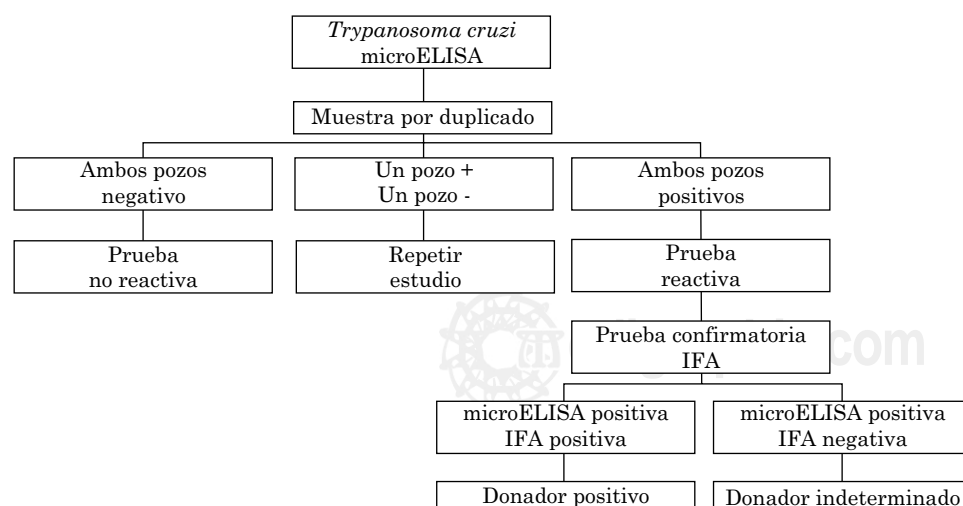 Trypanosoma cruzi
microELISA
Muestra por duplicado
Ambos pozos
negativo
Un pozo +
Un pozo -
Ambos pozos
positivos
Prueba
no reactiva
Repetir
estudio
Prueba
reactiva
Prueba confirmatoria
IFA
microELISA positiva
IFA positiva
microELISA positiva
IFA negativa
Donador positivo
Donador indeterminado